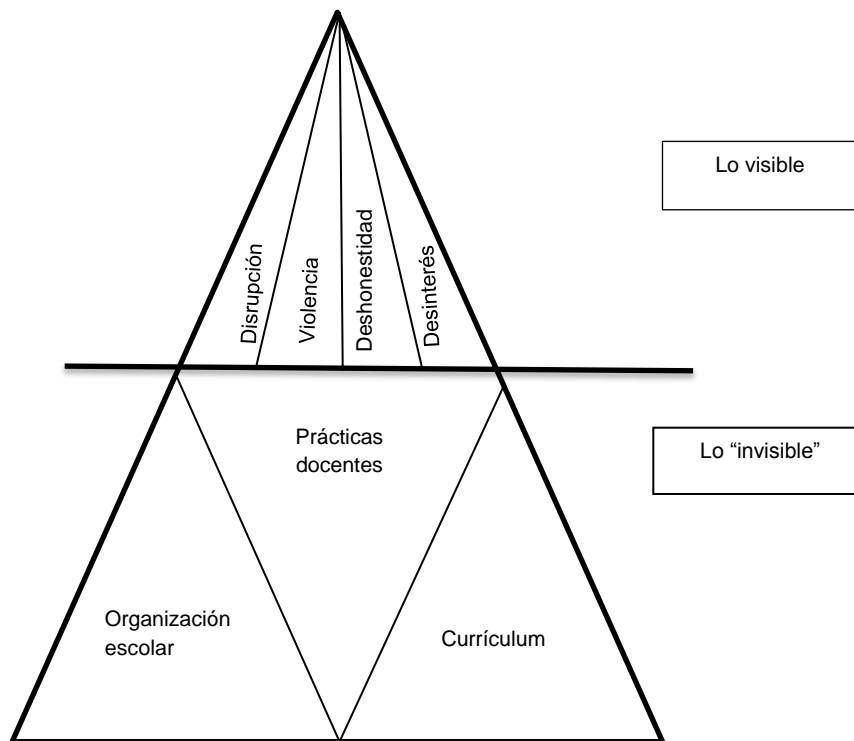 Lo visible
Disrupción
Violencia
Deshonestidad
Desinterés
Prácticas
docentes
Lo “invisible”
Organización
escolar
Currículum